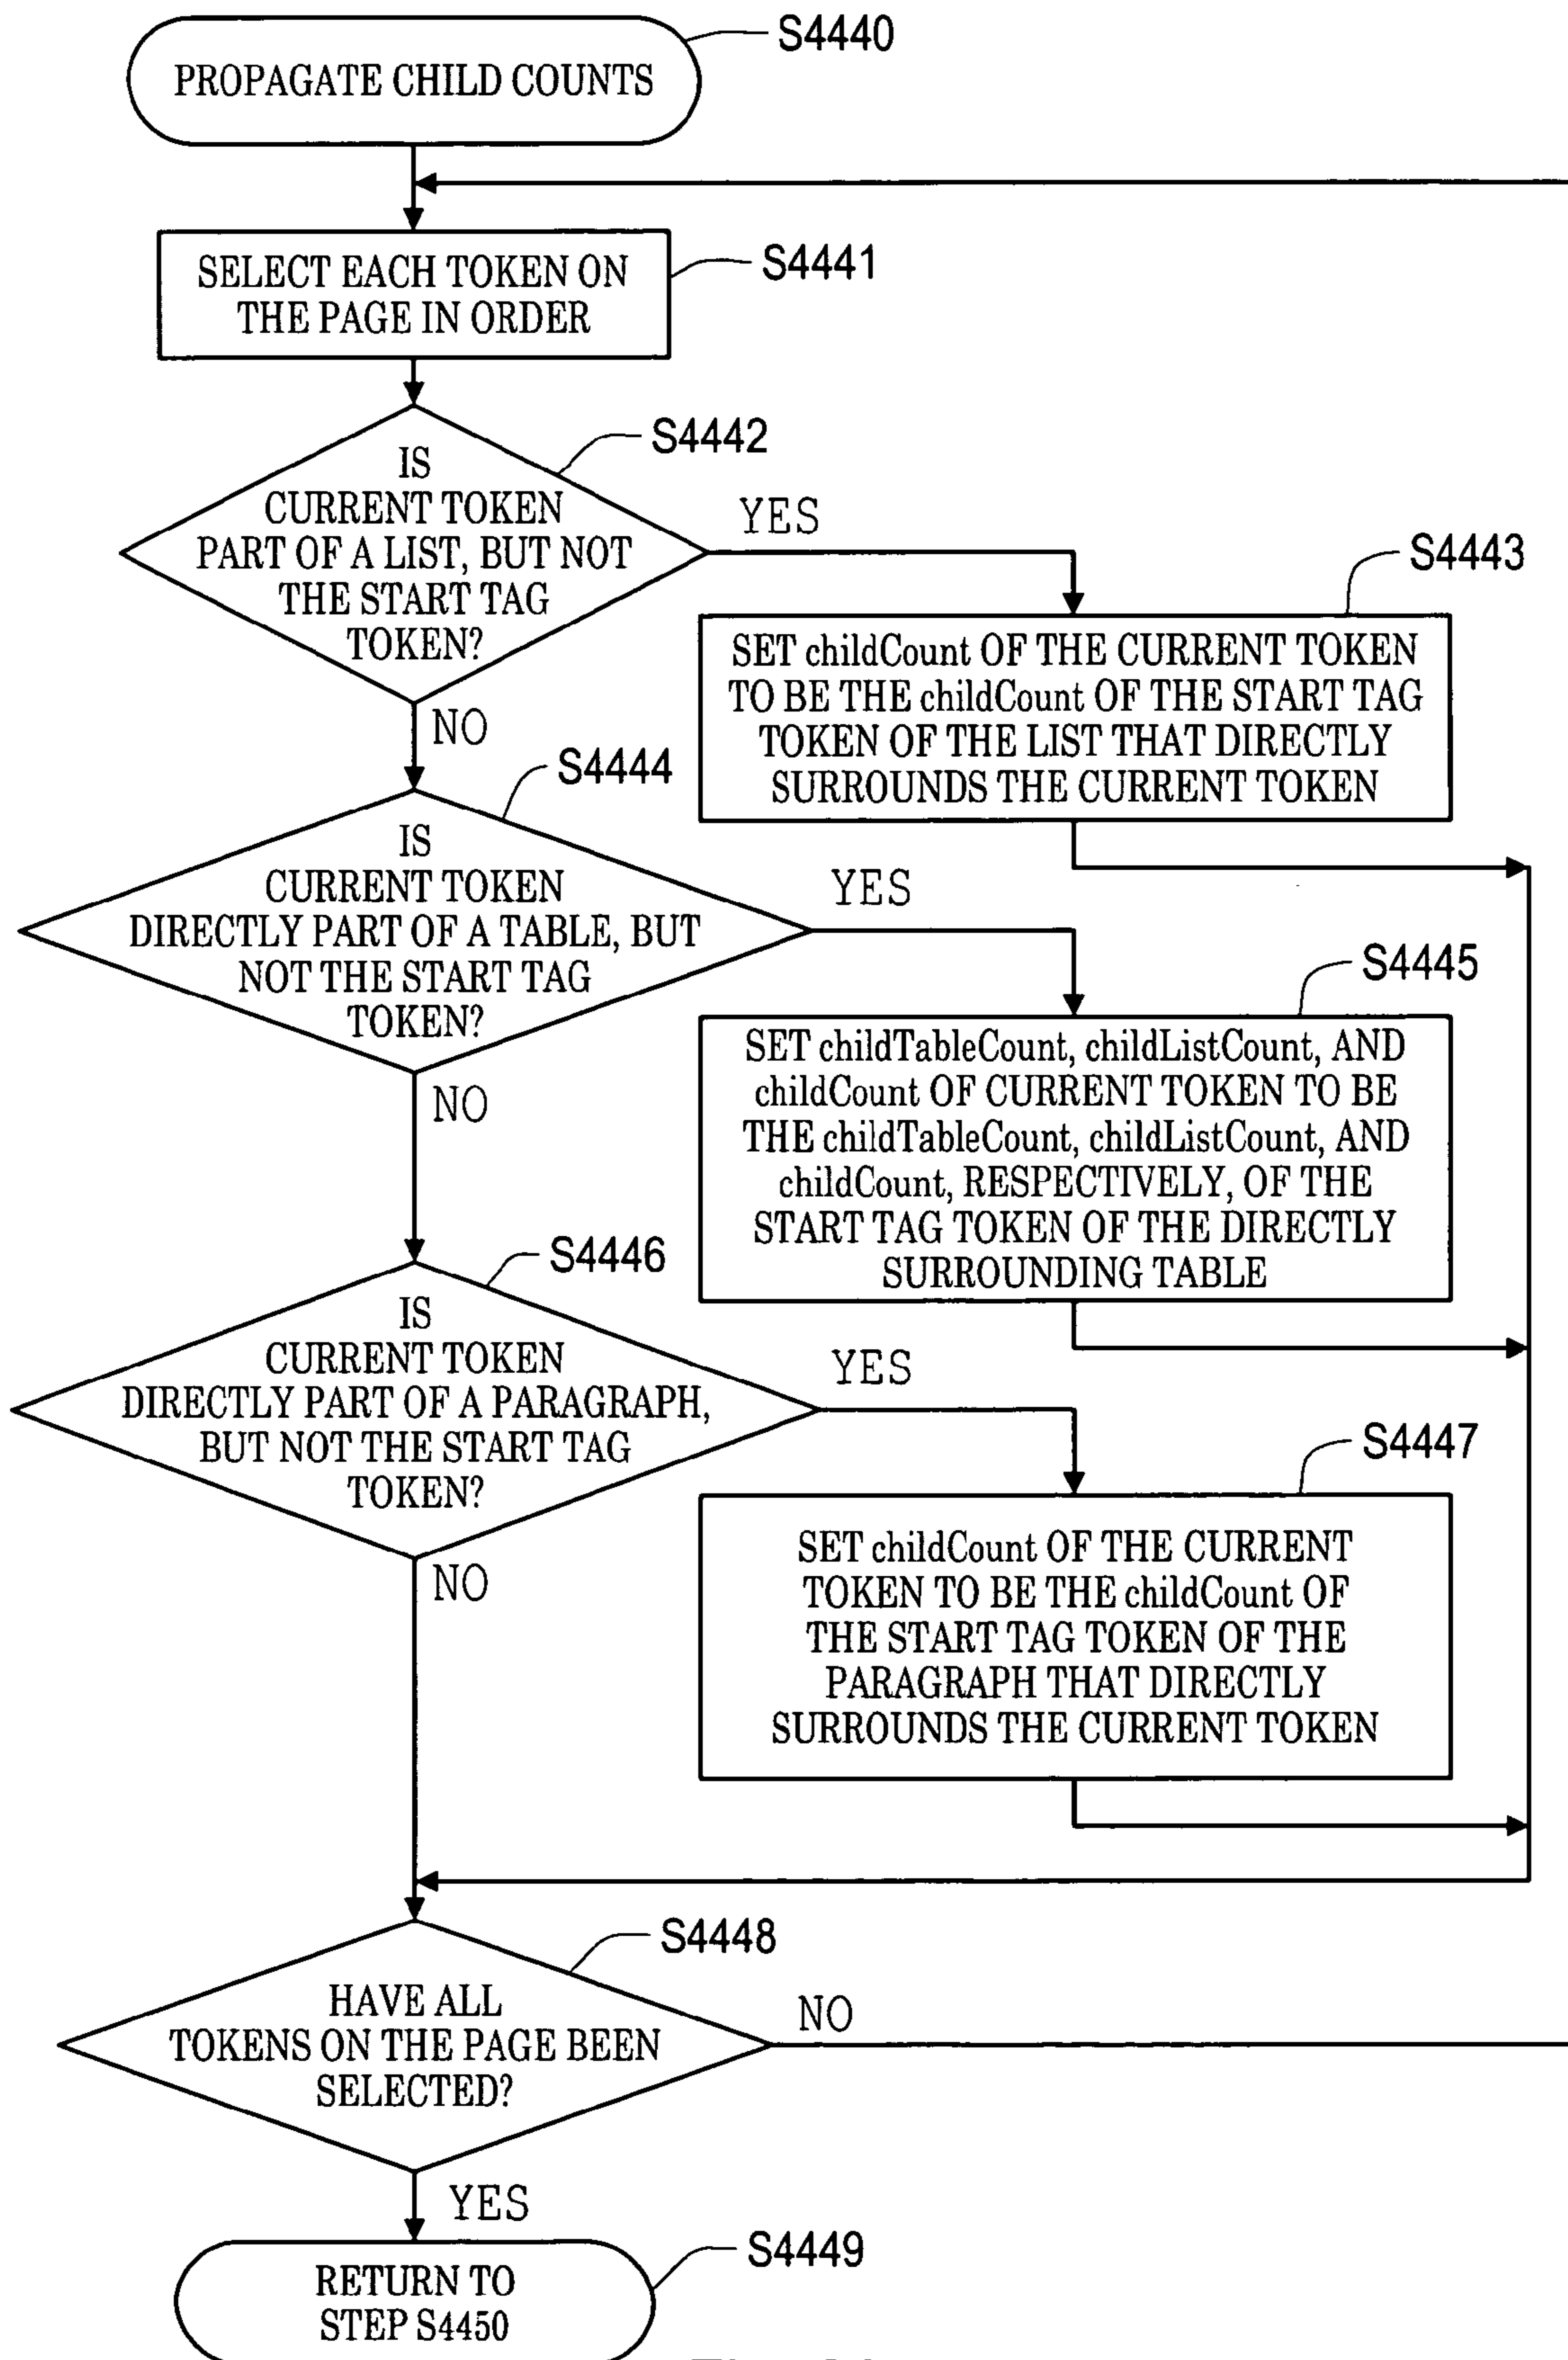 S4440
PROPAGATE CHILD COUNTS
SELECT EACH TOKEN ON
THE PAGE IN ORDER
S4441
S4442
IS
CURRENT TOKEN
PART OF A LIST, BUT NOT
THE START TAG
TOKEN?
YES
NO
S4443
SET childCount OF THE CURRENT TOKEN
TO BE THE childCount OF THE START TAG
TOKEN OF THE LIST THAT DIRECTLY
SURROUNDS THE CURRENT TOKEN
S4444
IS
CURRENT TOKEN
DIRECTLY PART OF A TABLE, BUT
NOT THE START TAG
TOKEN?
YES
NO
S4445
SET childTableCount, childListCount, AND
childCount OF CURRENT TOKEN TO BE
THE childTableCount, childListCount, AND
childCount, RESPECTIVELY, OF THE
START TAG TOKEN OF THE DIRECTLY
SURROUNDING TABLE
S4446
IS
CURRENT TOKEN
DIRECTLY PART OF A PARAGRAPH,
BUT NOT THE START TAG
TOKEN?
YES
NO
S4447
SET childCount OF THE CURRENT
TOKEN TO BE THE childCount OF
THE START TAG TOKEN OF THE
PARAGRAPH THAT DIRECTLY
SURROUNDS THE CURRENT TOKEN
S4448
HAVE ALL
TOKENS ON THE PAGE BEEN
SELECTED?
NO
YES
S4449
RETURN TO
STEP S4450